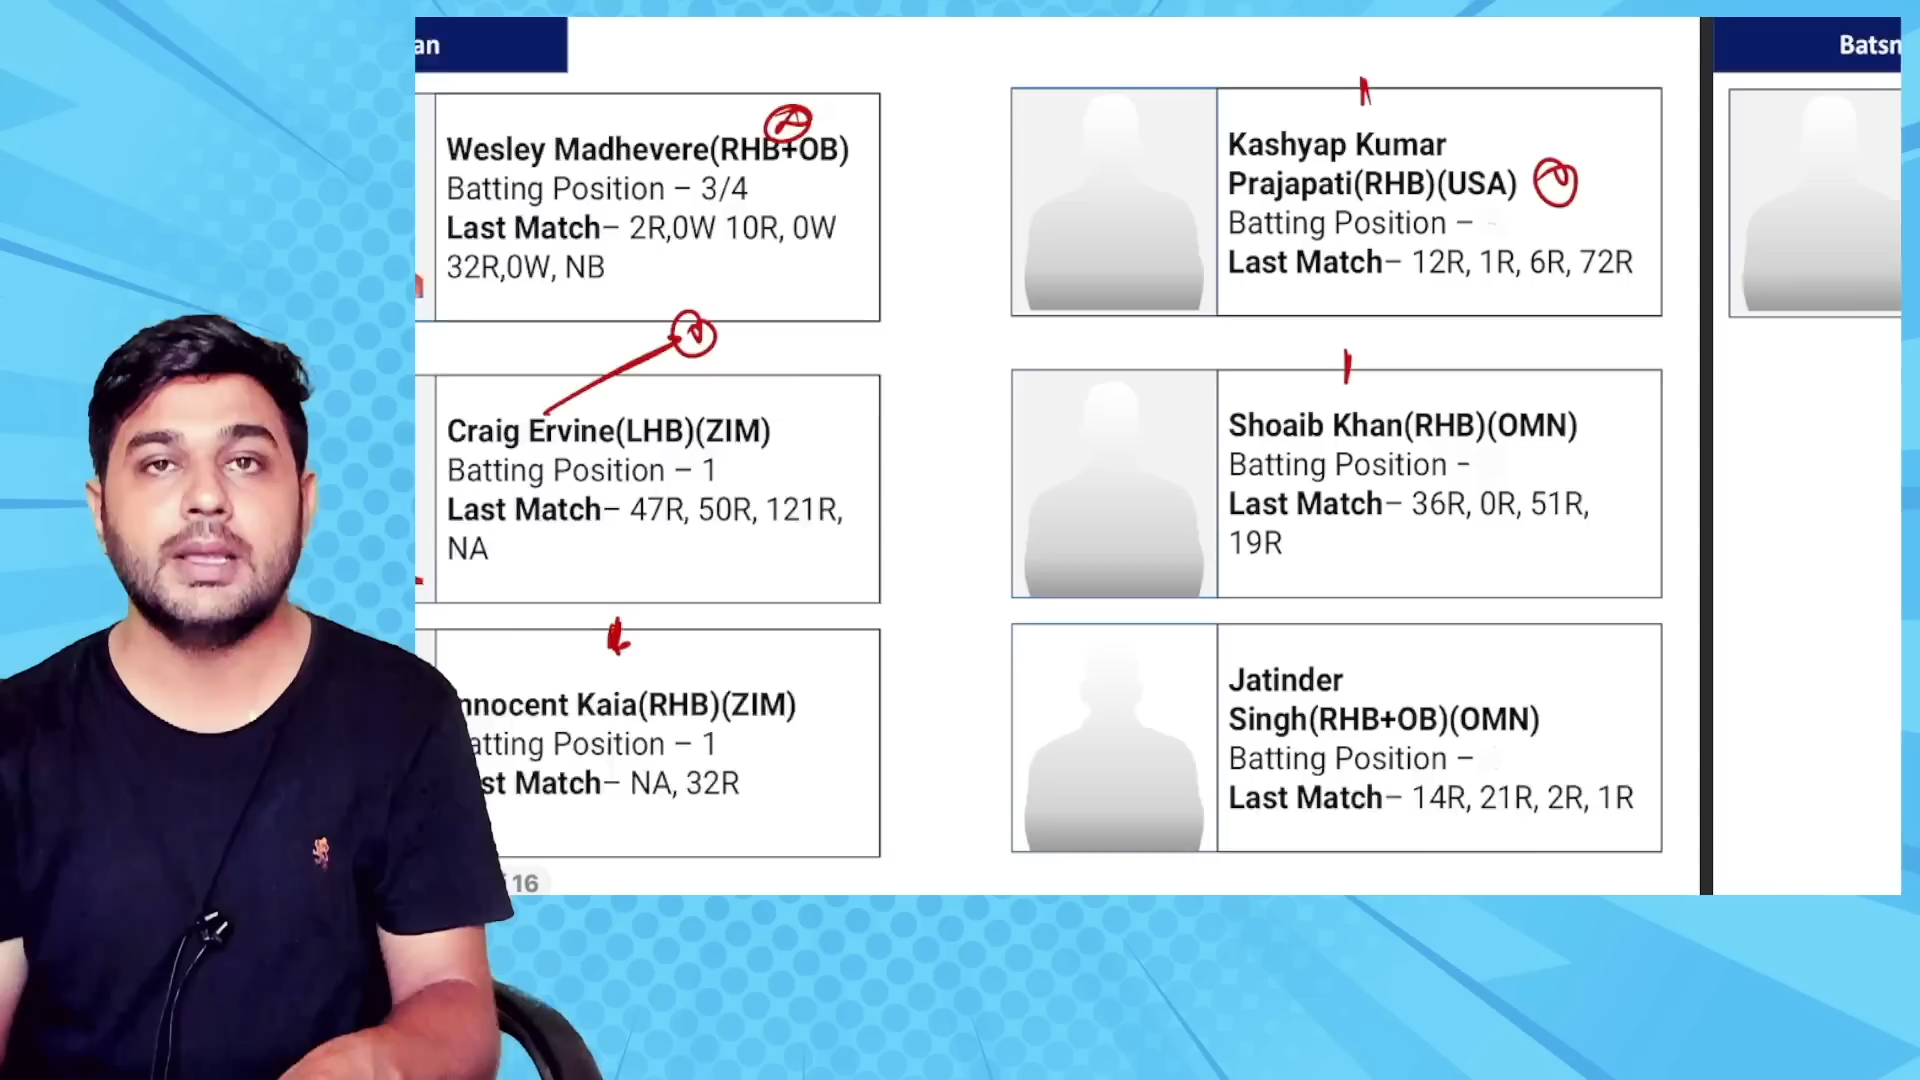 an
Wesley Madhevere(RHB+OB)
Batting Position – 3/4
Last Match– 2R,0W 10R, 0W
32R,0W, NB
Craig Ervine(LHB)(ZIM)
Batting Position – 1
Last Match– 47R, 50R, 121R,
NA
nnocent Kaia(RHB)(ZIM)
atting Position – 1
st Match– NA, 32R
16
Kashyap Kumar
Prajapati(RHB)(USA)
Batting Position –
Last Match– 12R, 1R, 6R, 72R
Shoaib Khan(RHB)(OMN)
Batting Position -
Last Match– 36R, 0R, 51R,
19R
Jatinder
Singh(RHB+OB)(OMN)
Batting Position –
Last Match– 14R, 21R, 2R, 1R
Batsm